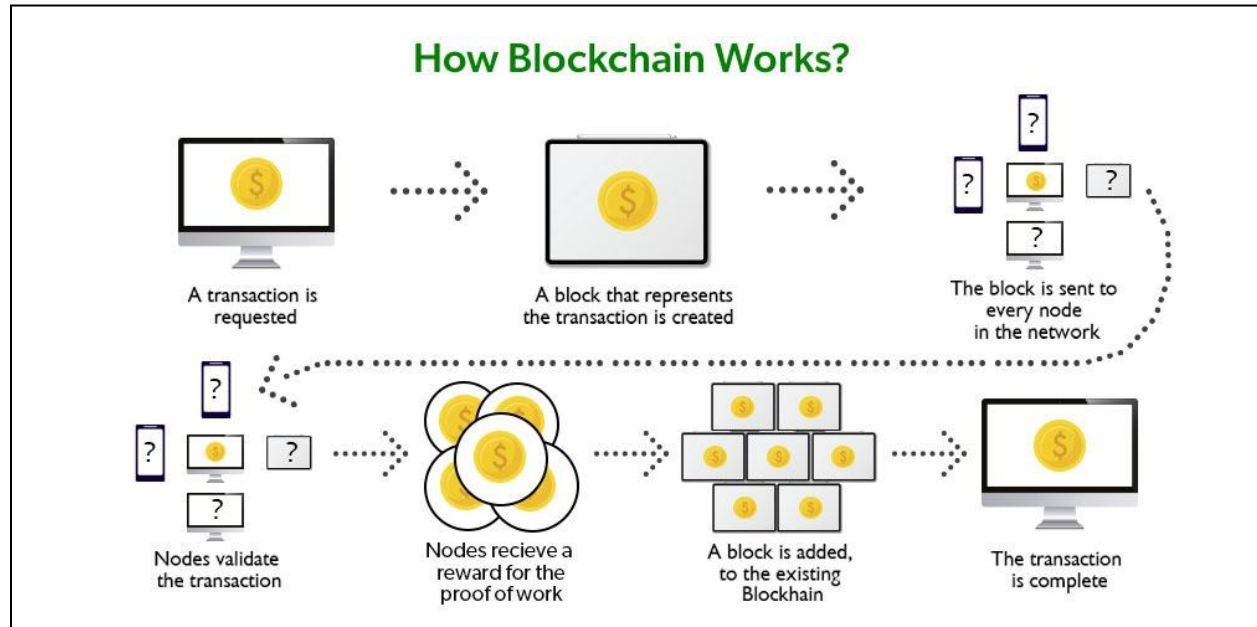 How Blockchain Works?
$
$
?
?
$
?
?
A transaction is
requested
A block that represents
the transaction is created
The block is sent to
every node
in the network
?
?
$
?
?
$
$
$
$
$
$
$
$
$
$
$
$
$
Nodes validate
the transaction
Nodes recieve a
reward for the
proof of work
A block is added,
to the existing
Blockhain
The transaction
is complete